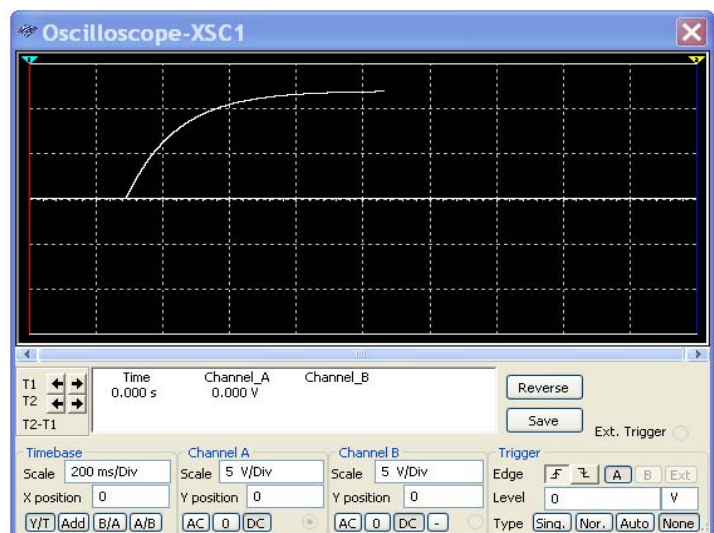 Oscilloscope-XSC1
1 2
T1
T2
T2-T1
Time Channel_A Channel_B
0.000 s 0.000 V
Reverse
Save
Ext. Trigger
Timebase
Scale 200 ms/Div
X position 0
Y/T Add B/A A/B
Channel A
Scale 5 V/Div
Y position 0
AC 0 DC
Channel B
Scale 5 V/Div
Y position 0
AC 0 DC -
Trigger
Edge A B Ext
Level 0 V
Type Sing. Nor. Auto None